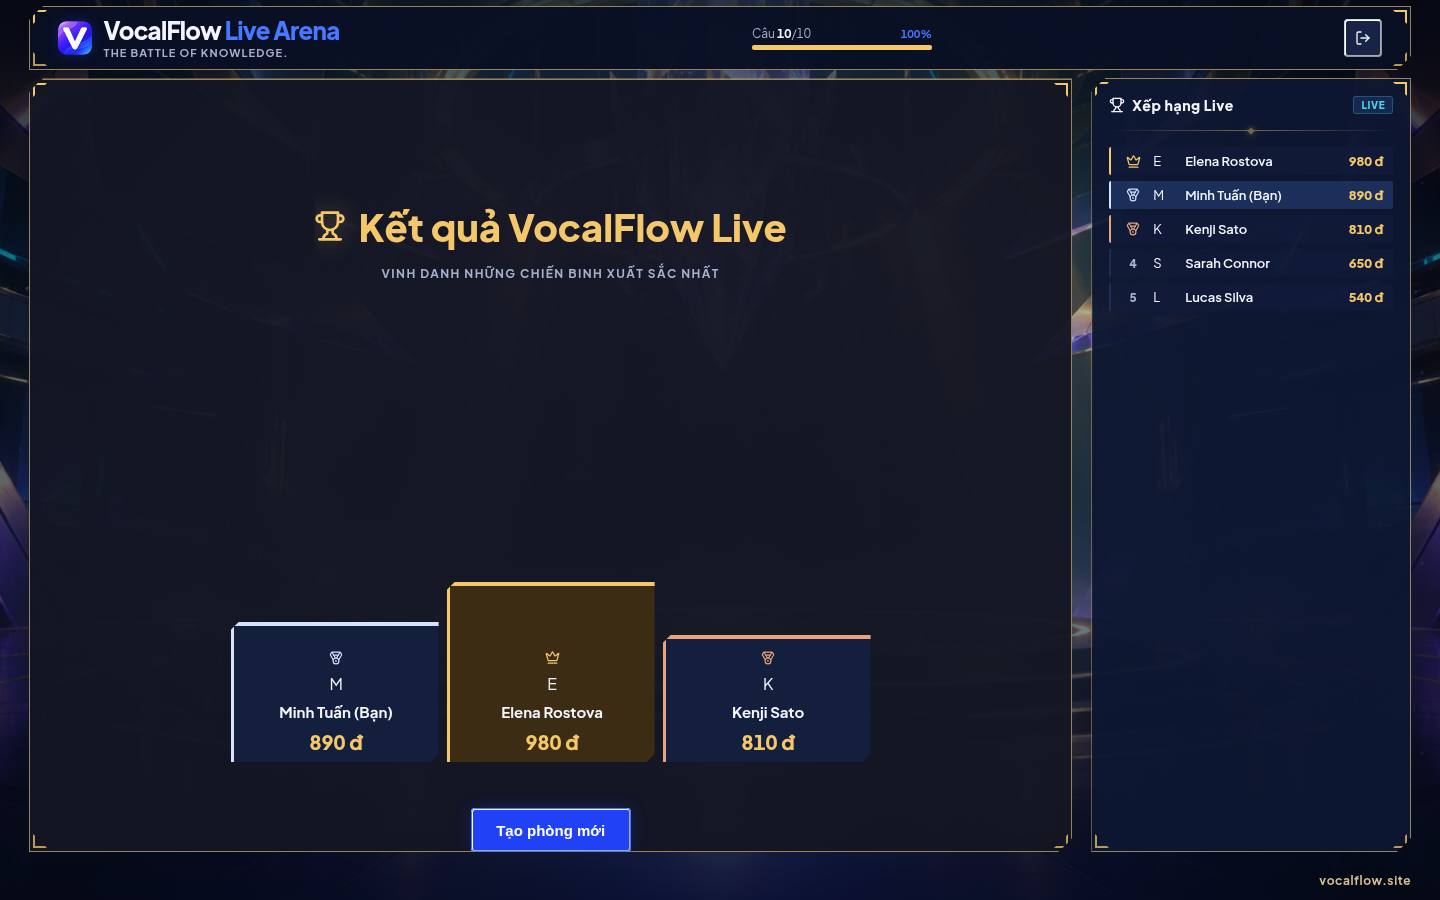 VocalFlow Live Arena
THE BATTLE OF KNOWLEDGE.
Câu 10/10 100%
Kết quả VocalFlow Live
VINH DANH NHỮNG CHIẾN BINH XUẤT SẮC NHẤT
M
Minh Tuấn (Bạn)
890 đ
E
Elena Rostova
980 đ
K
Kenji Sato
810 đ
Tạo phòng mới
Xếp hạng Live LIVE
E Elena Rostova 980 đ
M Minh Tuấn (Bạn) 890 đ
K Kenji Sato 810 đ
4 S Sarah Connor 650 đ
5 L Lucas Silva 540 đ
vocalflow.site